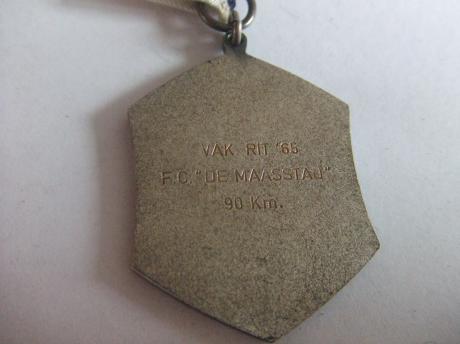 VAK RIT '65
F.C. "DE MAASSTAD"
90 Km.